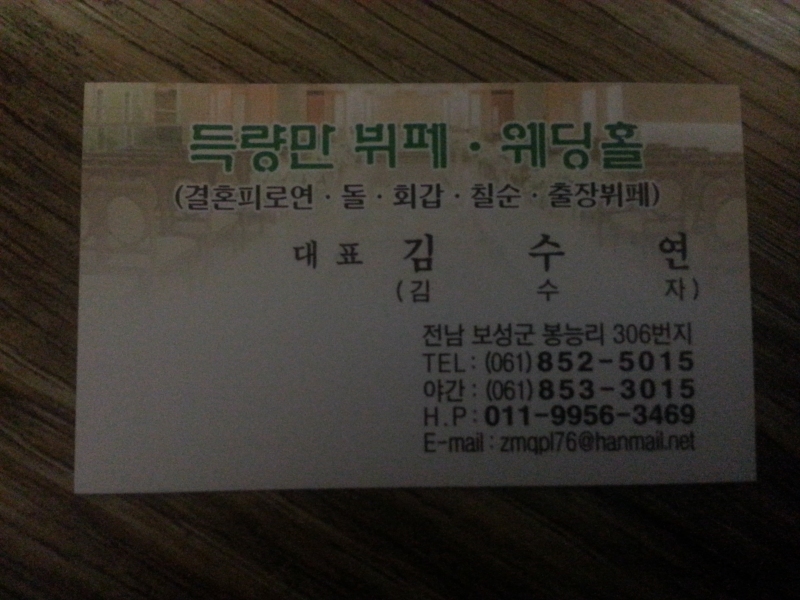 득량만 뷔페 · 웨딩홀
(결혼피로연 · 돌 · 회갑 · 칠순 · 출장뷔페)
대표 김 수 연
(김 수 자)
전남 보성군 봉능리 306번지
TEL : (061) 852-5015
야간 : (061) 853-3015
H.P : 011-9956-3469
E-mail : zmqpl76@hanmail.net